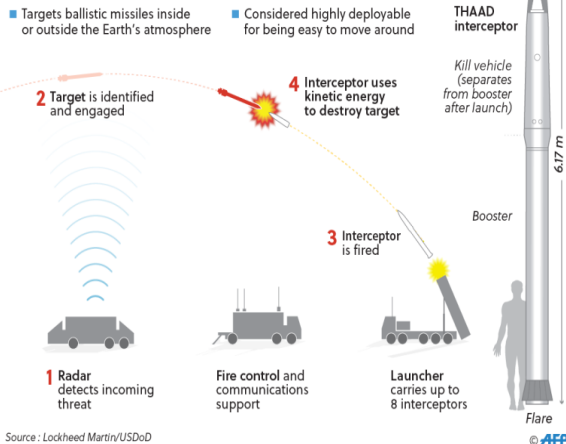 Targets ballistic missiles inside
or outside the Earth's atmosphere
Considered highly deployable
for being easy to move around
THAAD
interceptor
Kill vehicle
(separates
from booster
after launch)
2 Target is identified
and engaged
4 Interceptor uses
kinetic energy
to destroy target
6.17 m
Booster
3 Interceptor
is fired
1 Radar
detects incoming
threat
Fire control and
communications
support
Launcher
carries up to
8 interceptors
Flare
Source : Lockheed Martin/USDoD
© AFP